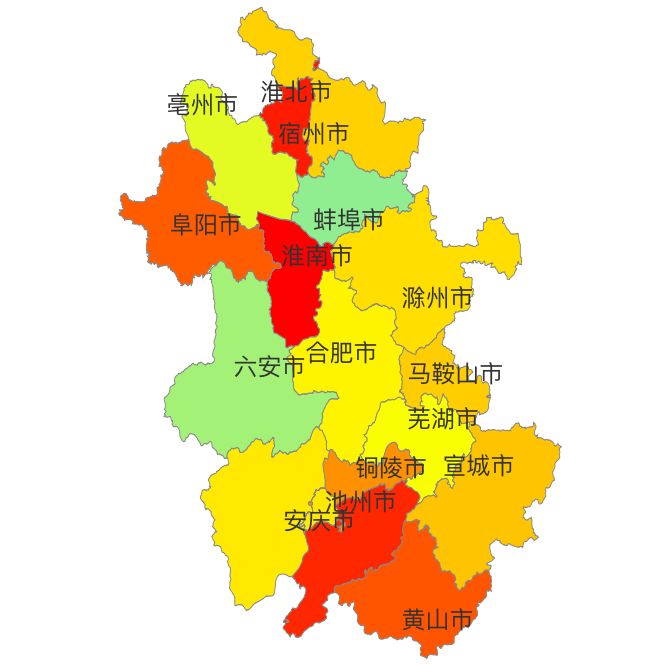 淮北市
亳州市
宿州市
蚌埠市
阜阳市
淮南市
滁州市
合肥市
六安市
马鞍山市
芜湖市
铜陵市
宣城市
池州市
安庆市
黄山市